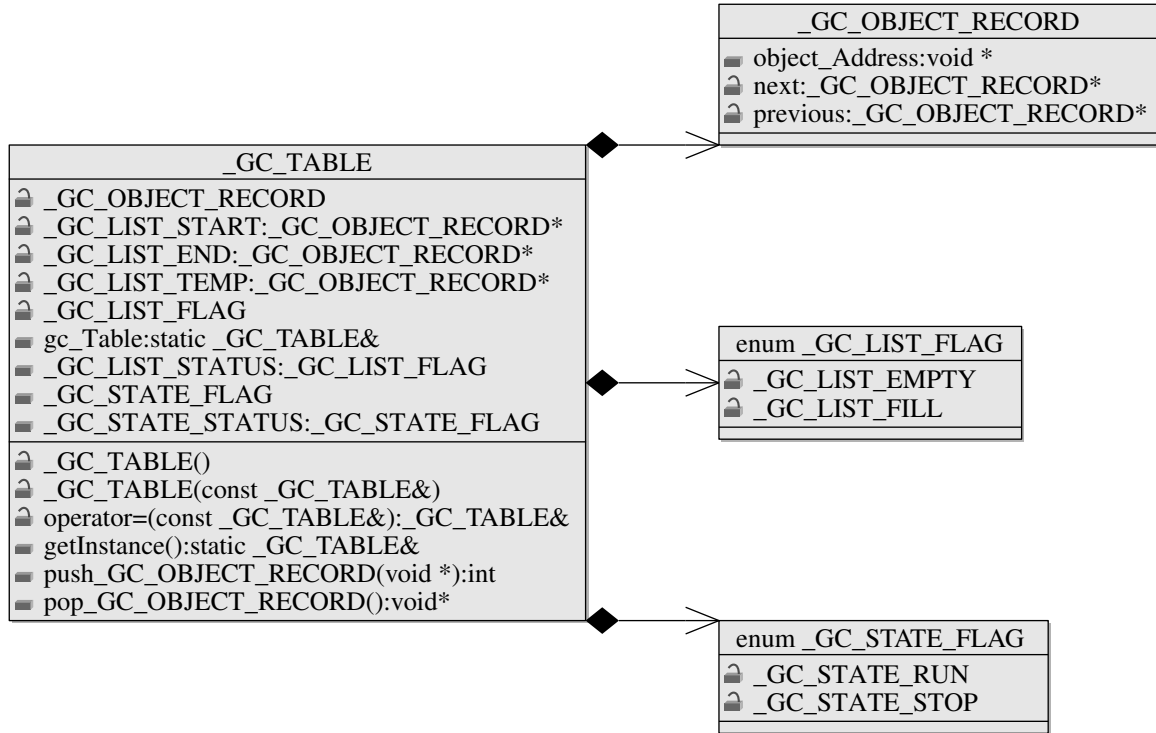 _GC_OBJECT_RECORD
object_Address:void *
next:_GC_OBJECT_RECORD*
previous:_GC_OBJECT_RECORD*
_GC_TABLE
_GC_OBJECT_RECORD
_GC_LIST_START:_GC_OBJECT_RECORD*
_GC_LIST_END:_GC_OBJECT_RECORD*
_GC_LIST_TEMP:_GC_OBJECT_RECORD*
_GC_LIST_FLAG
gc_Table:static _GC_TABLE&
_GC_LIST_STATUS:_GC_LIST_FLAG
_GC_STATE_FLAG
_GC_STATE_STATUS:_GC_STATE_FLAG
_GC_TABLE()
_GC_TABLE(const _GC_TABLE&)
operator=(const _GC_TABLE&):_GC_TABLE&
getInstance():static _GC_TABLE&
push_GC_OBJECT_RECORD(void *):int
pop_GC_OBJECT_RECORD():void*
enum _GC_LIST_FLAG
_GC_LIST_EMPTY
_GC_LIST_FILL
enum _GC_STATE_FLAG
_GC_STATE_RUN
_GC_STATE_STOP